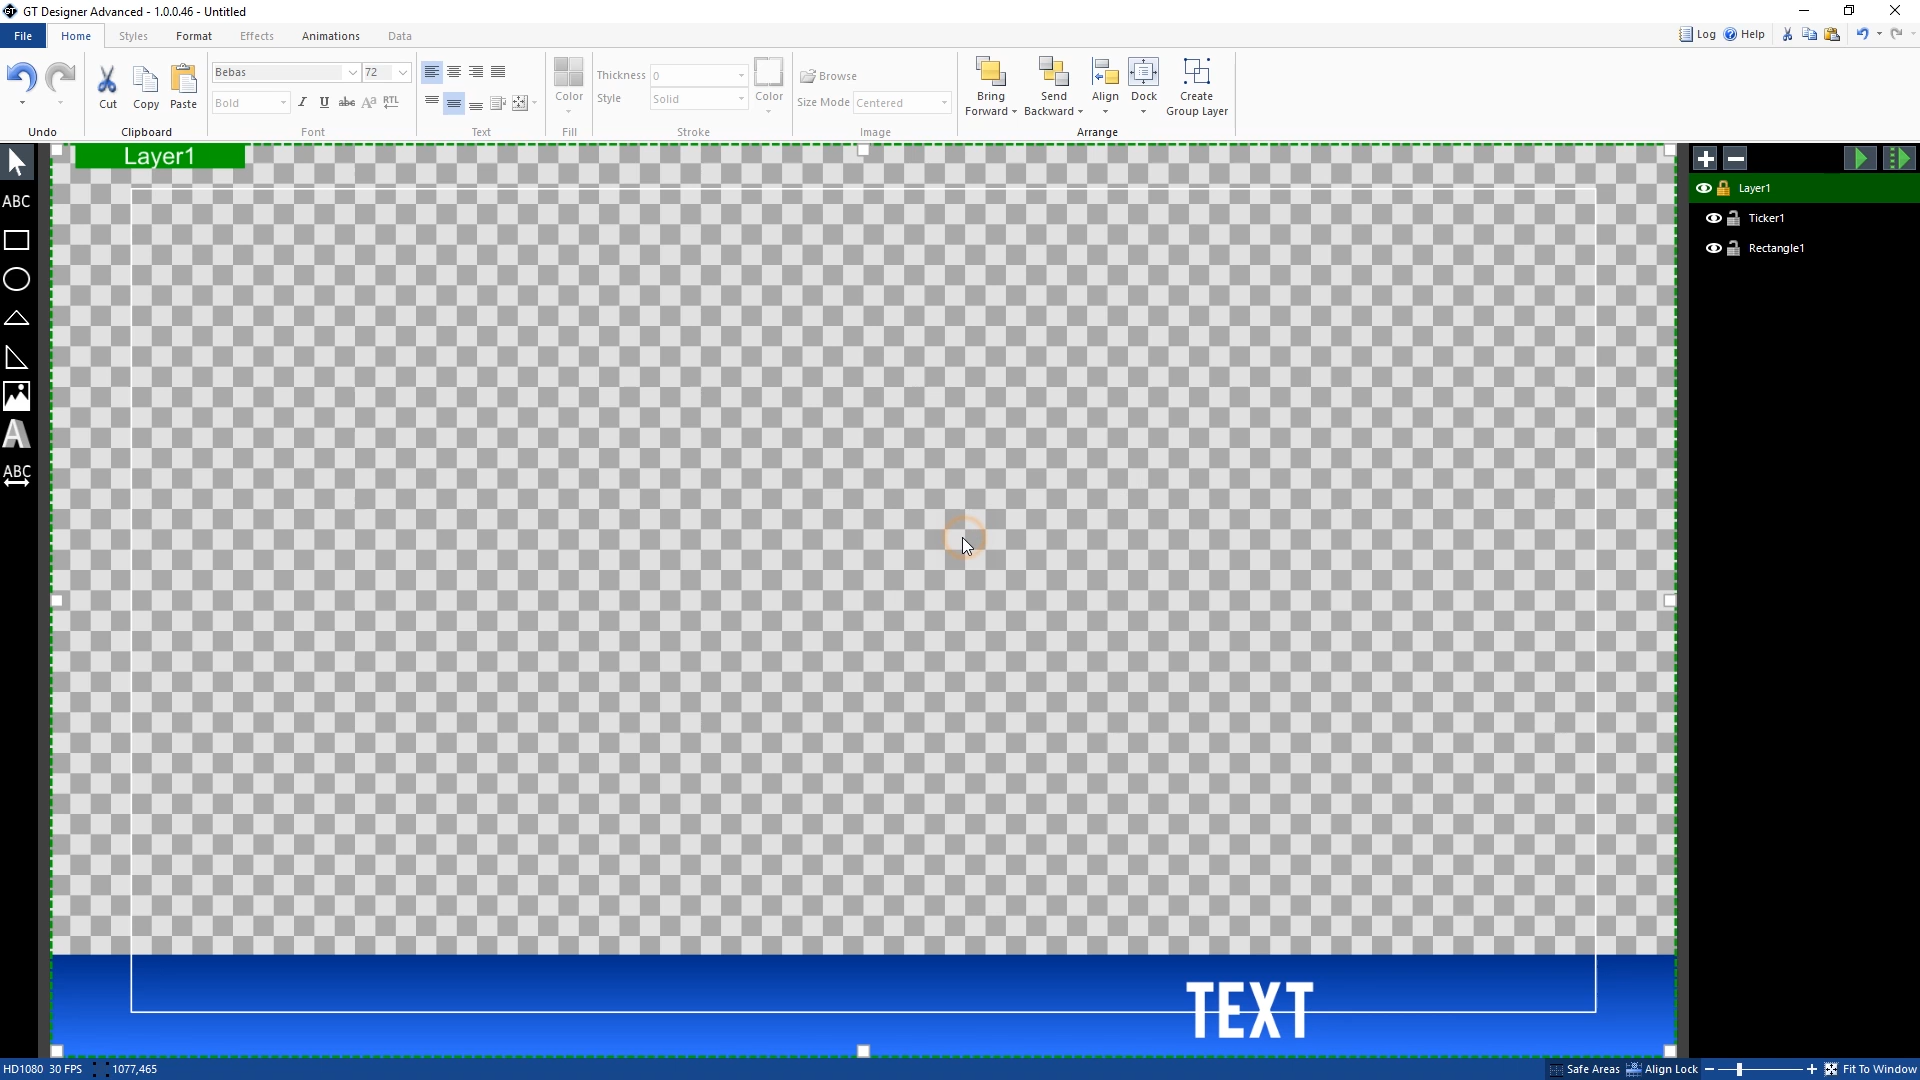 GT Designer Advanced - 1.0.0.46 - Untitled
File Home Styles Format Effects Animations Data Log Help
Bebas 72 Thickness 0 Browse
Cut Copy Paste Bold I U abc Aa RTL Color Style Solid Color Size Mode Centered Bring Forward Send Backward Align Dock Create Group Layer
Undo Clipboard Font Text Fill Stroke Image Arrange
Layer1
ABC
A
ABC
Layer1
Ticker1
Rectangle1
TEXT
HD1080 30 FPS 1077,465 Safe Areas Align Lock Fit To Window